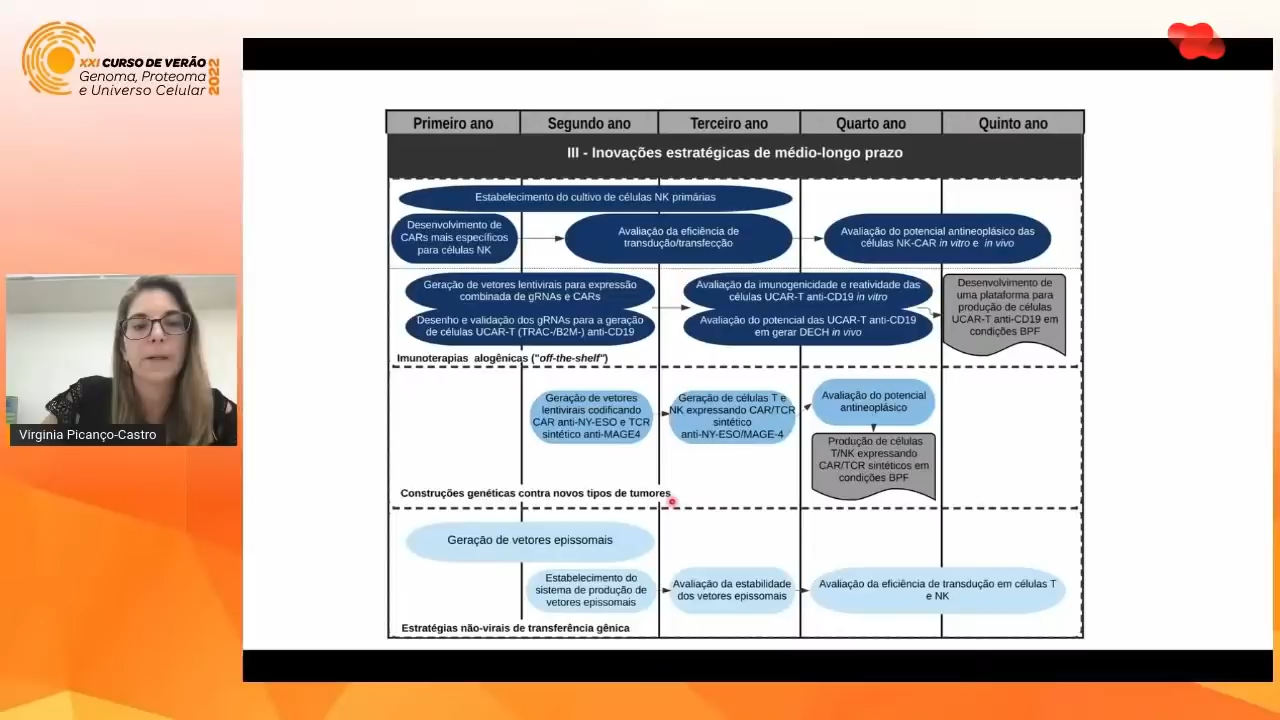 XXI CURSO DE VERÃO
Genoma, Proteoma
e Universo Celular
2022
Virginia Picanço-Castro
Primeiro ano
Segundo ano
Terceiro ano
Quarto ano
Quinto ano
III - Inovações estratégicas de médio-longo prazo
Estabelecimento do cultivo de células NK primárias
Desenvolvimento de
CARs mais específicos
para células NK
Avaliação da eficiência de
transdução/transfecção
Avaliação do potencial antineoplásico das
células NK-CAR in vitro e in vivo
Geração de vetores lentivirais para expressão
combinada de gRNAs e CARs
Desenho e validação dos gRNAs para a geração
de células UCAR-T (TRAC-/B2M-) anti-CD19
Avaliação da imunogenicidade e reatividade das
células UCAR-T anti-CD19 in vitro
Avaliação do potencial das UCAR-T anti-CD19
em gerar DECH in vivo
Desenvolvimento de
uma plataforma para
produção de células
UCAR-T anti-CD19 em
condições BPF
Imunoterapias alogênicas ("off-the-shelf")
Geração de vetores
lentivirais codificando
CAR anti-NY-ESO e TCR
sintético anti-MAGE4
Geração de células T e
NK expressando CAR/TCR
sintético
anti-NY-ESO/MAGE-4
Avaliação do potencial
antineoplásico
Produção de células
T/NK expressando
CAR/TCR sintéticos em
condições BPF
Construções genéticas contra novos tipos de tumores
Geração de vetores epissomais
Estabelecimento do
sistema de produção de
vetores epissomais
Avaliação da estabilidade
dos vetores epissomais
Avaliação da eficiência de transdução em células T
e NK
Estratégias não-virais de transferência gênica